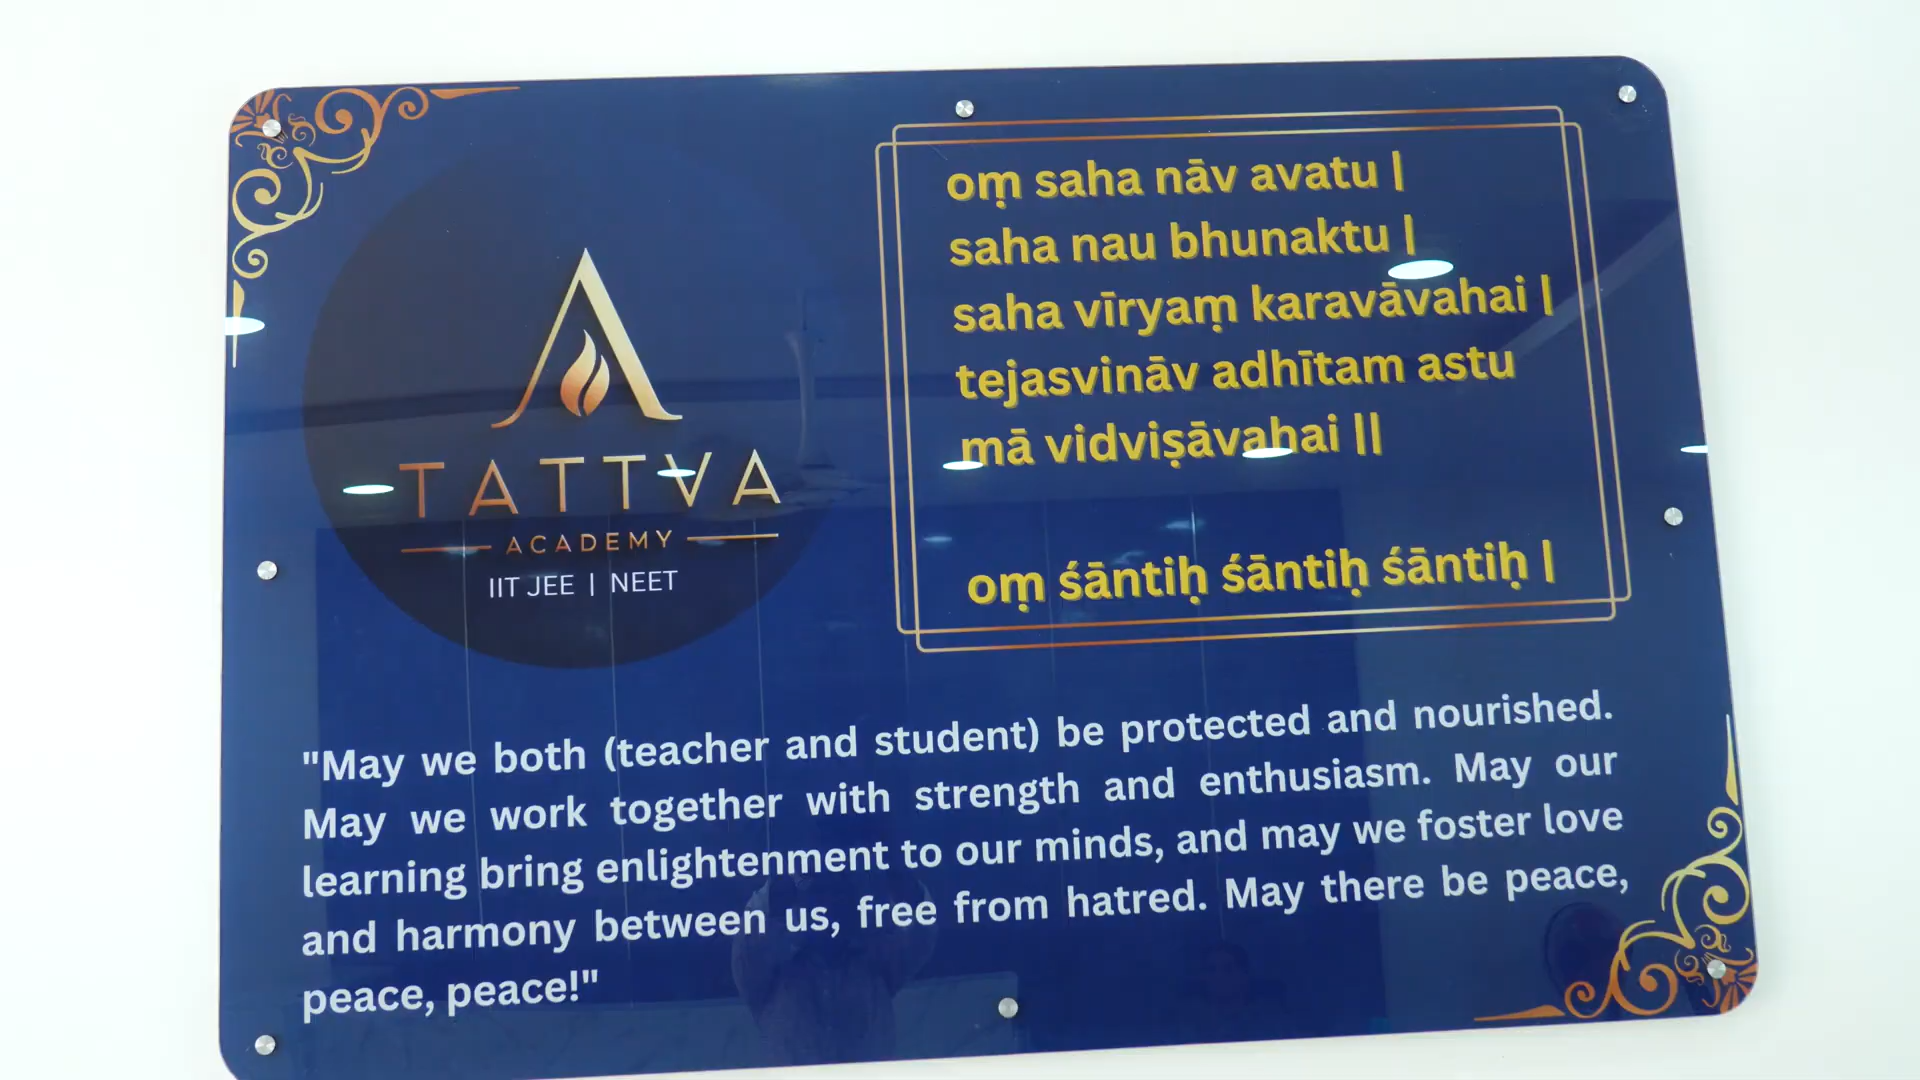 TATTVA
ACADEMY
IIT JEE | NEET
oṃ saha nāv avatu |
saha nau bhunaktu |
saha vīryaṃ karavāvahai |
tejasvināv adhītam astu
mā vidviṣāvahai ||
oṃ śāntiḥ śāntiḥ śāntiḥ |
"May we both (teacher and student) be protected and nourished.
May we work together with strength and enthusiasm. May our
learning bring enlightenment to our minds, and may we foster love
and harmony between us, free from hatred. May there be peace,
peace, peace!"